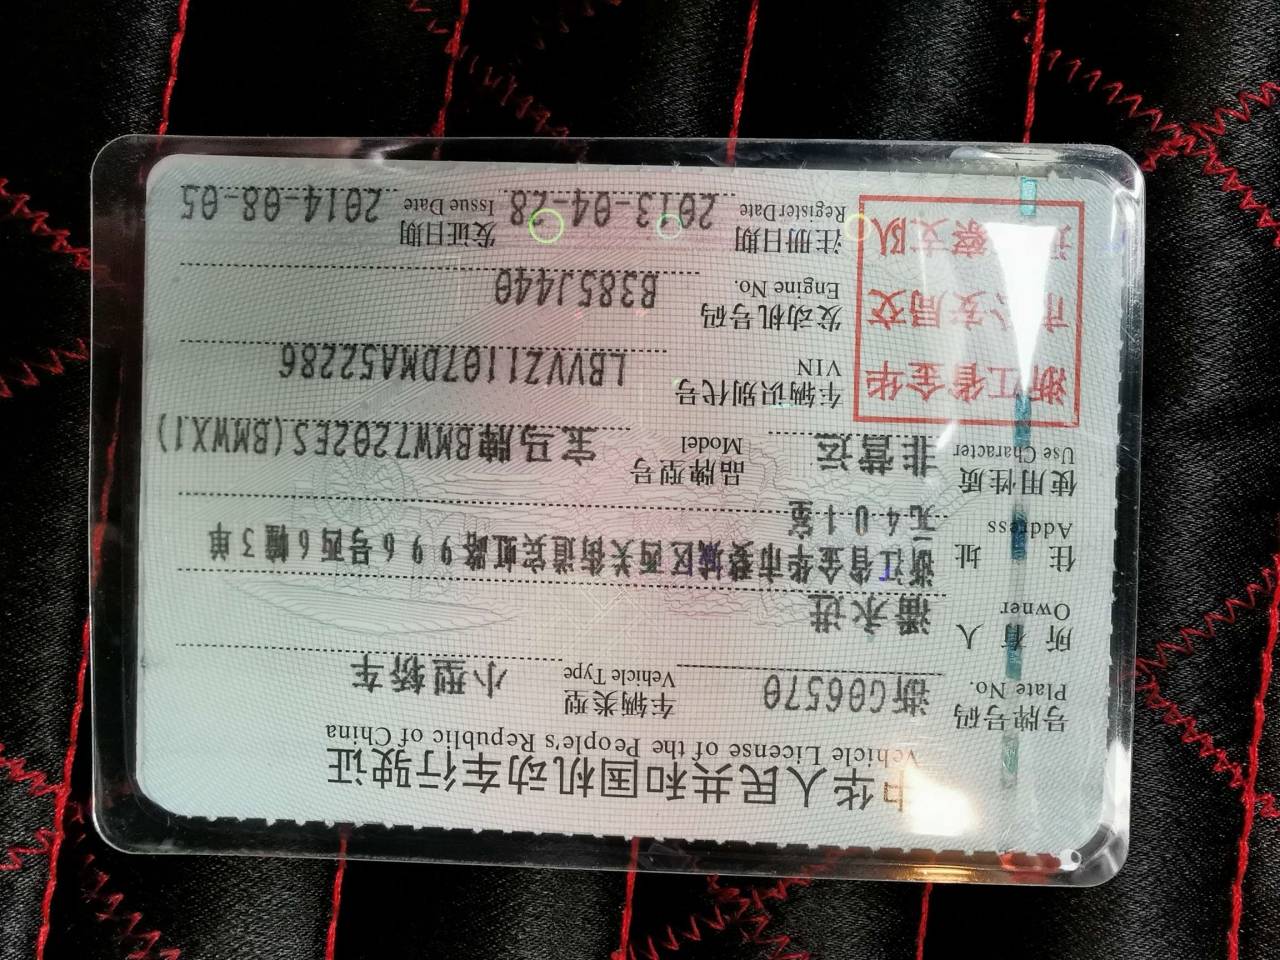 中华人民共和国机动车行驶证
Vehicle License of the People's Republic of China
号牌号码 浙G06570 车辆类型 小型轿车
Plate No. Vehicle Type
所有人 潘永进
Owner
住址 浙江省金华市婺城区西关街道宾虹路996号西6幢3单
Address 元401室
使用性质 非营运 品牌型号 宝马牌BMW7202ES(BMWX1)
Use Character Model
浙江省金华
市公安局交
通警察支队
车辆识别代号 LBVVZ1107DMA52286
VIN
发动机号码 B385J440
Engine No.
注册日期 2013-04-28 发证日期 2014-08-05
Register Date Issue Date